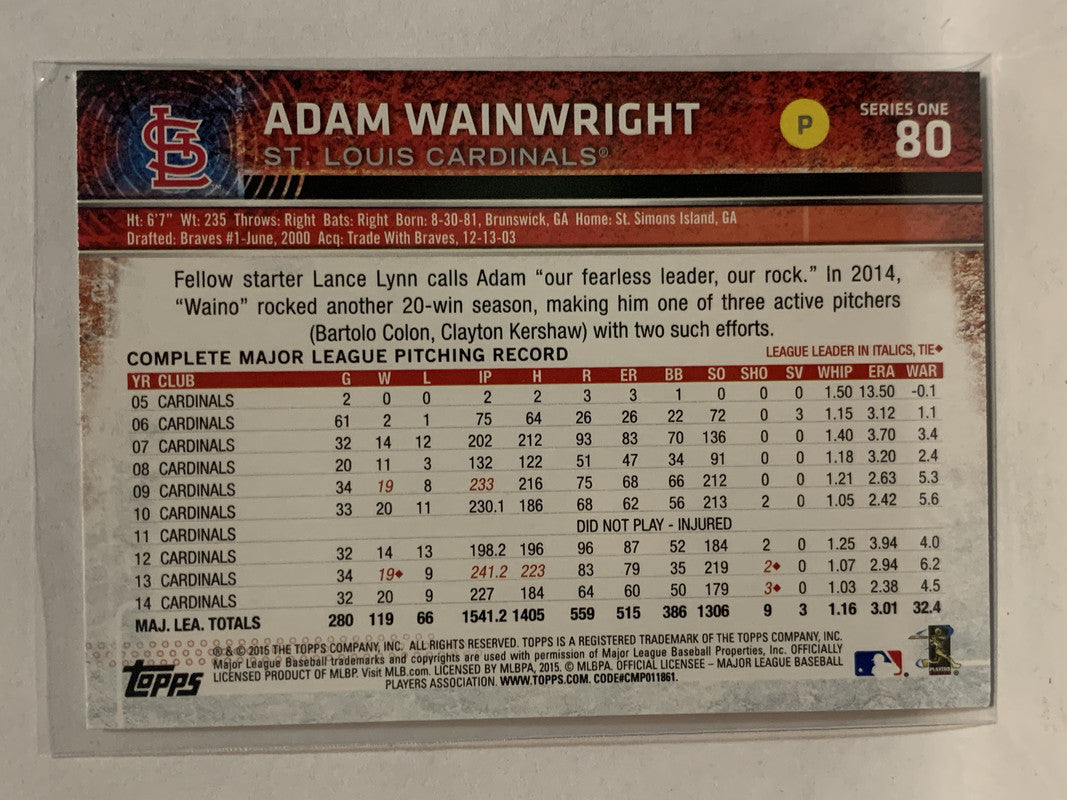 STL
ADAM WAINWRIGHT
ST. LOUIS CARDINALS®
P
SERIES ONE
80
Ht: 6'7" Wt: 235 Throws: Right Bats: Right Born: 8-30-81, Brunswick, GA Home: St. Simons Island, GA
Drafted: Braves #1-June, 2000 Acq: Trade With Braves, 12-13-03
Fellow starter Lance Lynn calls Adam “our fearless leader, our rock.” In 2014,
“Waino” rocked another 20-win season, making him one of three active pitchers
(Bartolo Colon, Clayton Kershaw) with two such efforts.
COMPLETE MAJOR LEAGUE PITCHING RECORD LEAGUE LEADER IN ITALICS, TIE◆
YR CLUB G W L IP H R ER BB SO SHO SV WHIP ERA WAR
05 CARDINALS 2 0 0 2 2 3 3 1 0 0 0 1.50 13.50 -0.1
06 CARDINALS 61 2 1 75 64 26 26 22 72 0 3 1.15 3.12 1.1
07 CARDINALS 32 14 12 202 212 93 83 70 136 0 0 1.40 3.70 3.4
08 CARDINALS 20 11 3 132 122 51 47 34 91 0 0 1.18 3.20 2.4
09 CARDINALS 34 19 8 233 216 75 68 66 212 0 0 1.21 2.63 5.3
10 CARDINALS 33 20 11 230.1 186 68 62 56 213 2 0 1.05 2.42 5.6
11 CARDINALS DID NOT PLAY - INJURED
12 CARDINALS 32 14 13 198.2 196 96 87 52 184 2 0 1.25 3.94 4.0
13 CARDINALS 34 19◆ 9 241.2 223 83 79 35 219 2◆ 0 1.07 2.94 6.2
14 CARDINALS 32 20 9 227 184 64 60 50 179 3◆ 0 1.03 2.38 4.5
MAJ. LEA. TOTALS 280 119 66 1541.2 1405 559 515 386 1306 9 3 1.16 3.01 32.4
® & © 2015 THE TOPPS COMPANY, INC. ALL RIGHTS RESERVED. TOPPS IS A REGISTERED TRADEMARK OF THE TOPPS COMPANY, INC.
Major League Baseball trademarks and copyrights are used with permission of Major League Baseball Properties, Inc. OFFICIALLY
LICENSED PRODUCT OF MLBP. Visit MLB.com. LICENSED BY MLBPA, 2015. © MLBPA. OFFICIAL LICENSEE – MAJOR LEAGUE BASEBALL
PLAYERS ASSOCIATION. WWW.TOPPS.COM. CODE#CMP011861.
Topps
PLAYERS